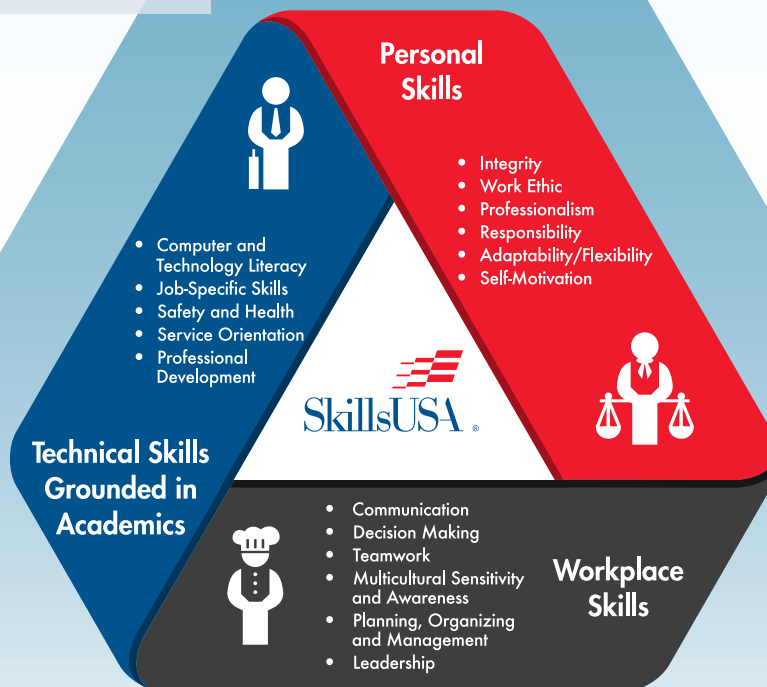 Personal
Skills
• Integrity
• Work Ethic
• Professionalism
• Responsibility
• Adaptability/Flexibility
• Self-Motivation
• Computer and
Technology Literacy
• Job-Specific Skills
• Safety and Health
• Service Orientation
• Professional
Development
Technical Skills
Grounded in
Academics
SkillsUSA®
• Communication
• Decision Making
• Teamwork
• Multicultural Sensitivity
and Awareness
• Planning, Organizing
and Management
• Leadership
Workplace
Skills